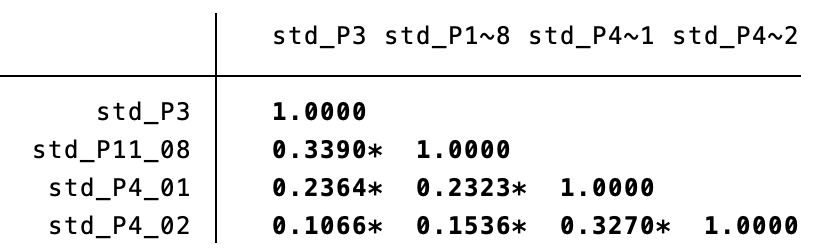 std_P3 std_P1~8 std_P4~1 std_P4~2
std_P3 1.0000
std_P11_08 0.3390* 1.0000
std_P4_01 0.2364* 0.2323* 1.0000
std_P4_02 0.1066* 0.1536* 0.3270* 1.0000